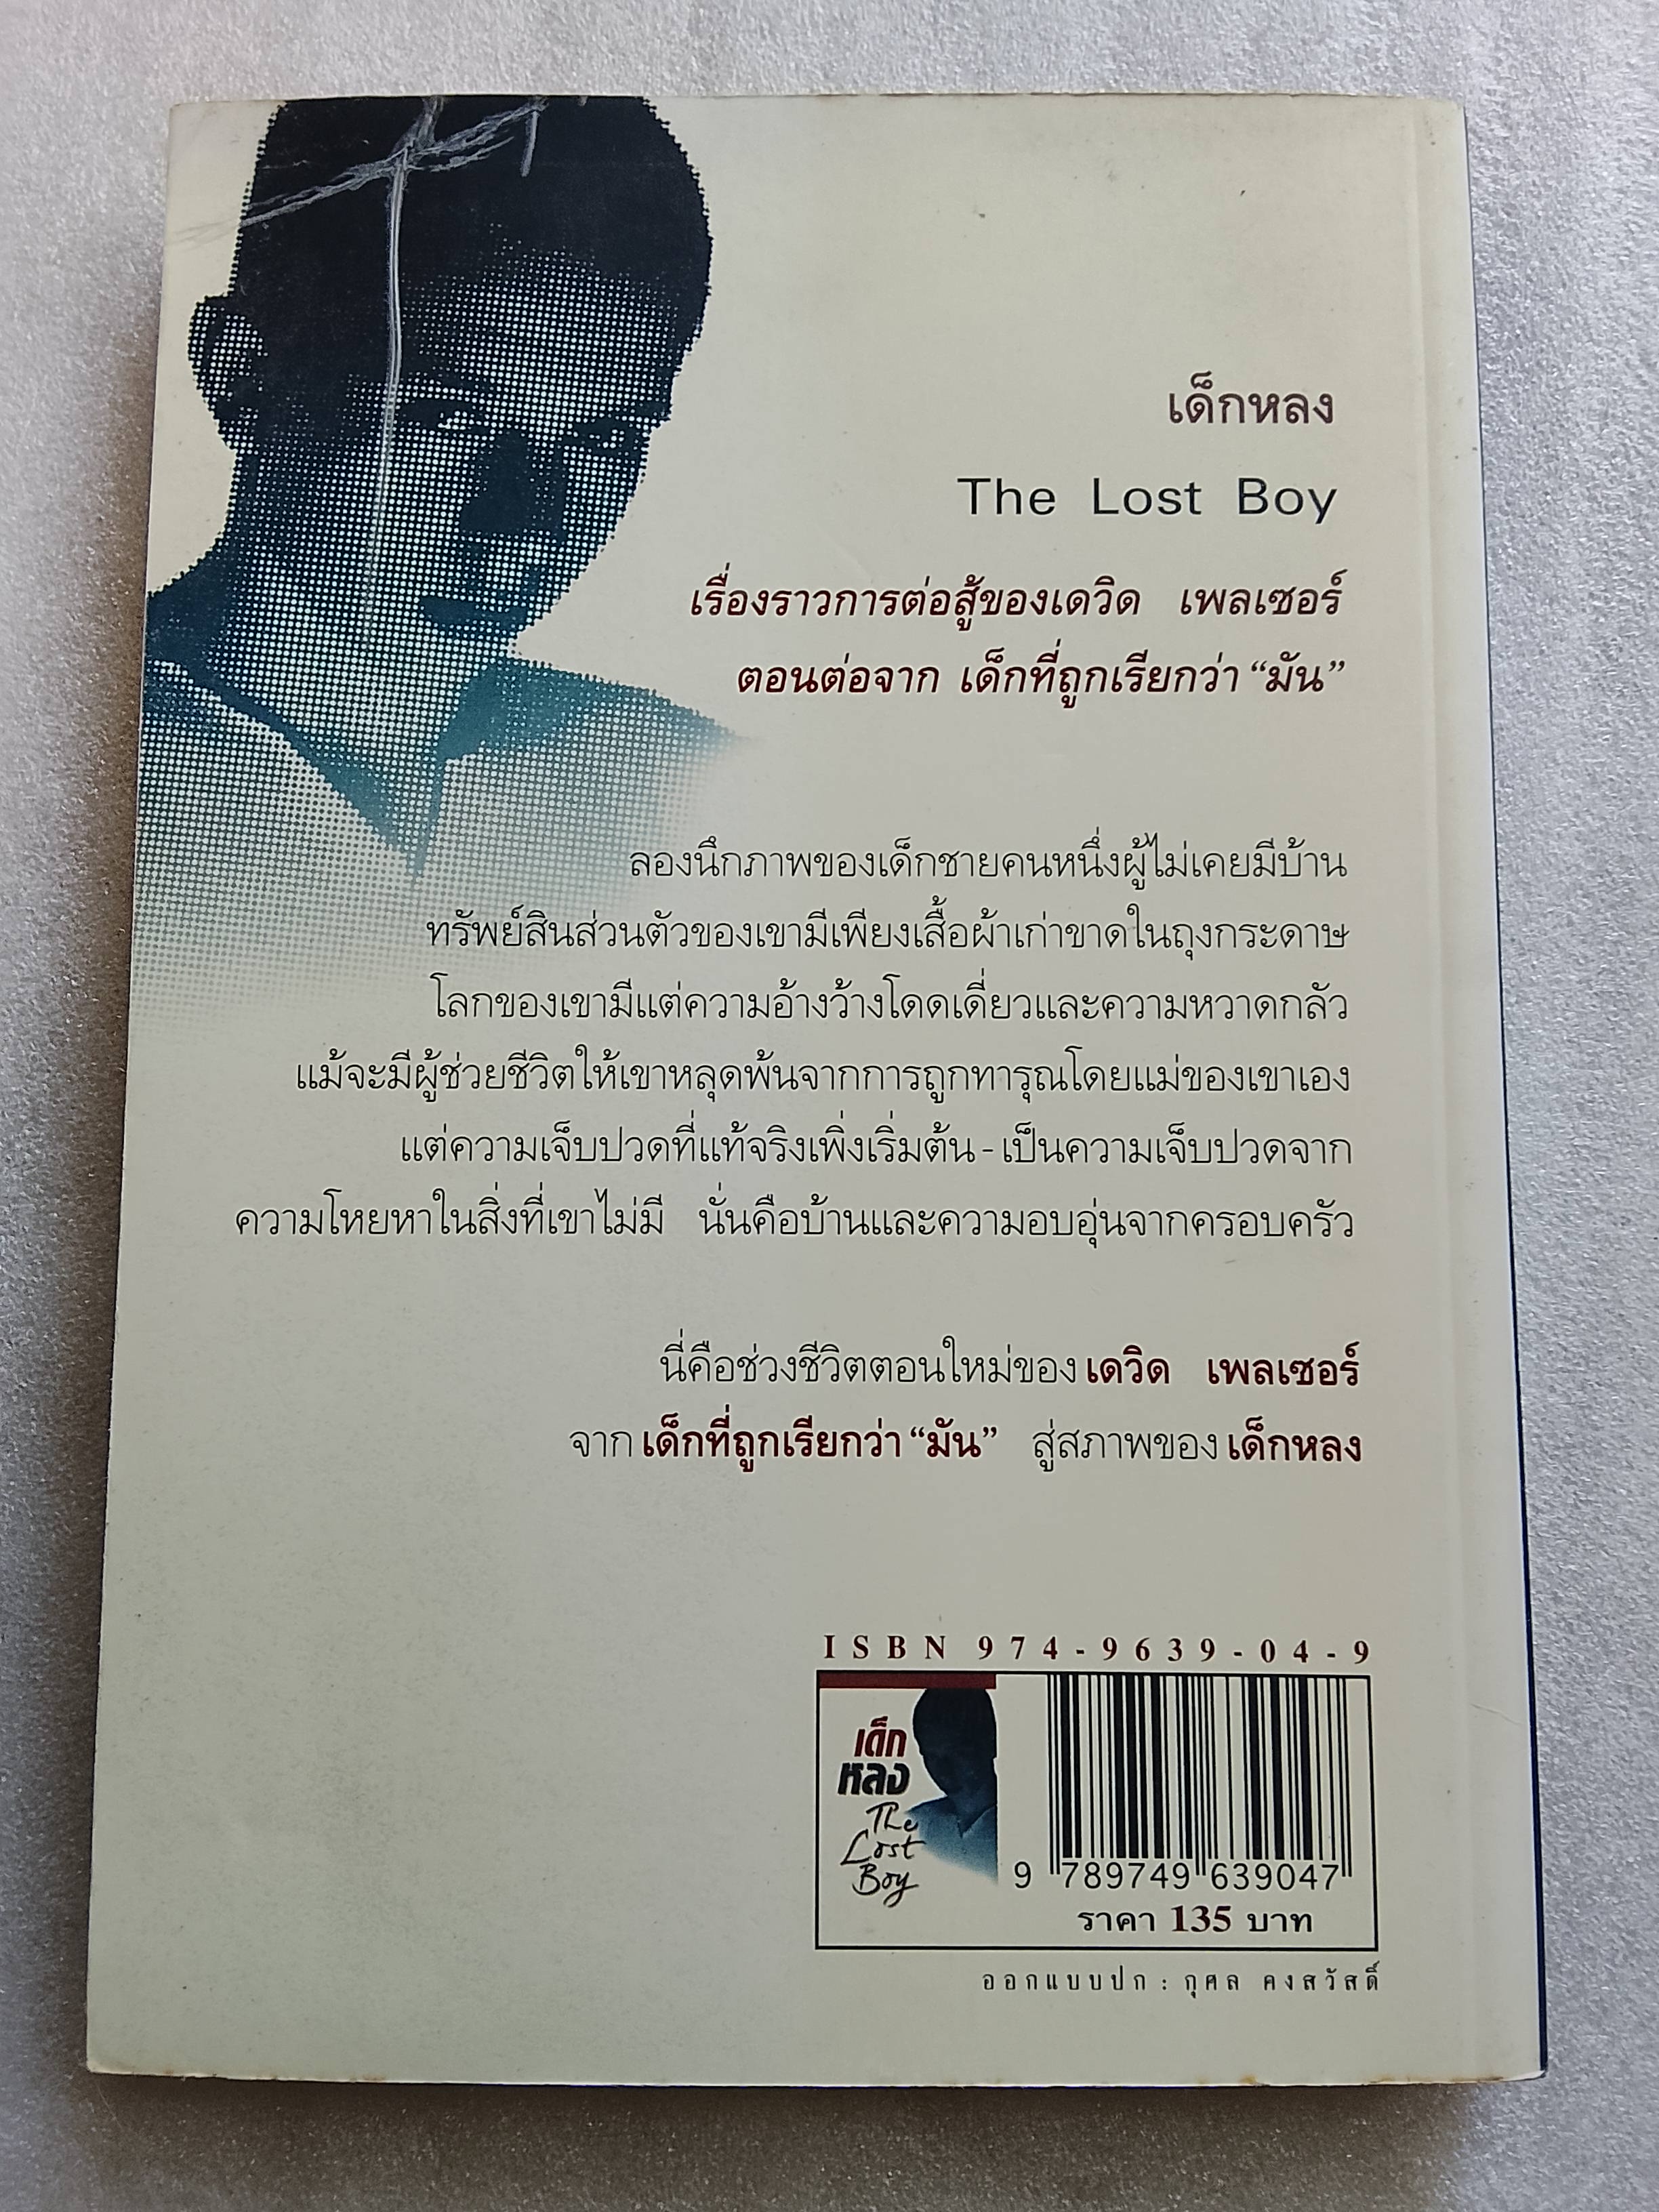 เด็กหลง
The Lost Boy
เรื่องราวการต่อสู้ของเดวิด เพลเซอร์
ตอนต่อจาก เด็กที่ถูกเรียกว่า “มัน”
ลองนึกภาพของเด็กชายคนหนึ่งผู้ไม่เคยมีบ้าน
ทรัพย์สินส่วนตัวของเขามีเพียงเสื้อผ้าเก่าขาดในถุงกระดาษ
โลกของเขามีแต่ความอ้างว้างโดดเดี่ยวและความหวาดกลัว
แม้จะมีผู้ช่วยชีวิตให้เขาหลุดพ้นจากการถูกทารุณโดยแม่ของเขาเอง
แต่ความเจ็บปวดที่แท้จริงเพิ่งเริ่มต้น - เป็นความเจ็บปวดจาก
ความโหยหาในสิ่งที่เขาไม่มี นั่นคือบ้านและความอบอุ่นจากครอบครัว
นี่คือช่วงชีวิตตอนใหม่ของ เดวิด เพลเซอร์
จาก เด็กที่ถูกเรียกว่า “มัน” สู่สภาพของ เด็กหลง
ISBN 974-9639-04-9
เด็ก
หลง
The
Lost
Boy
9 789749 639047
ราคา 135 บาท
ออกแบบปก : กุศล คงสวัสดิ์